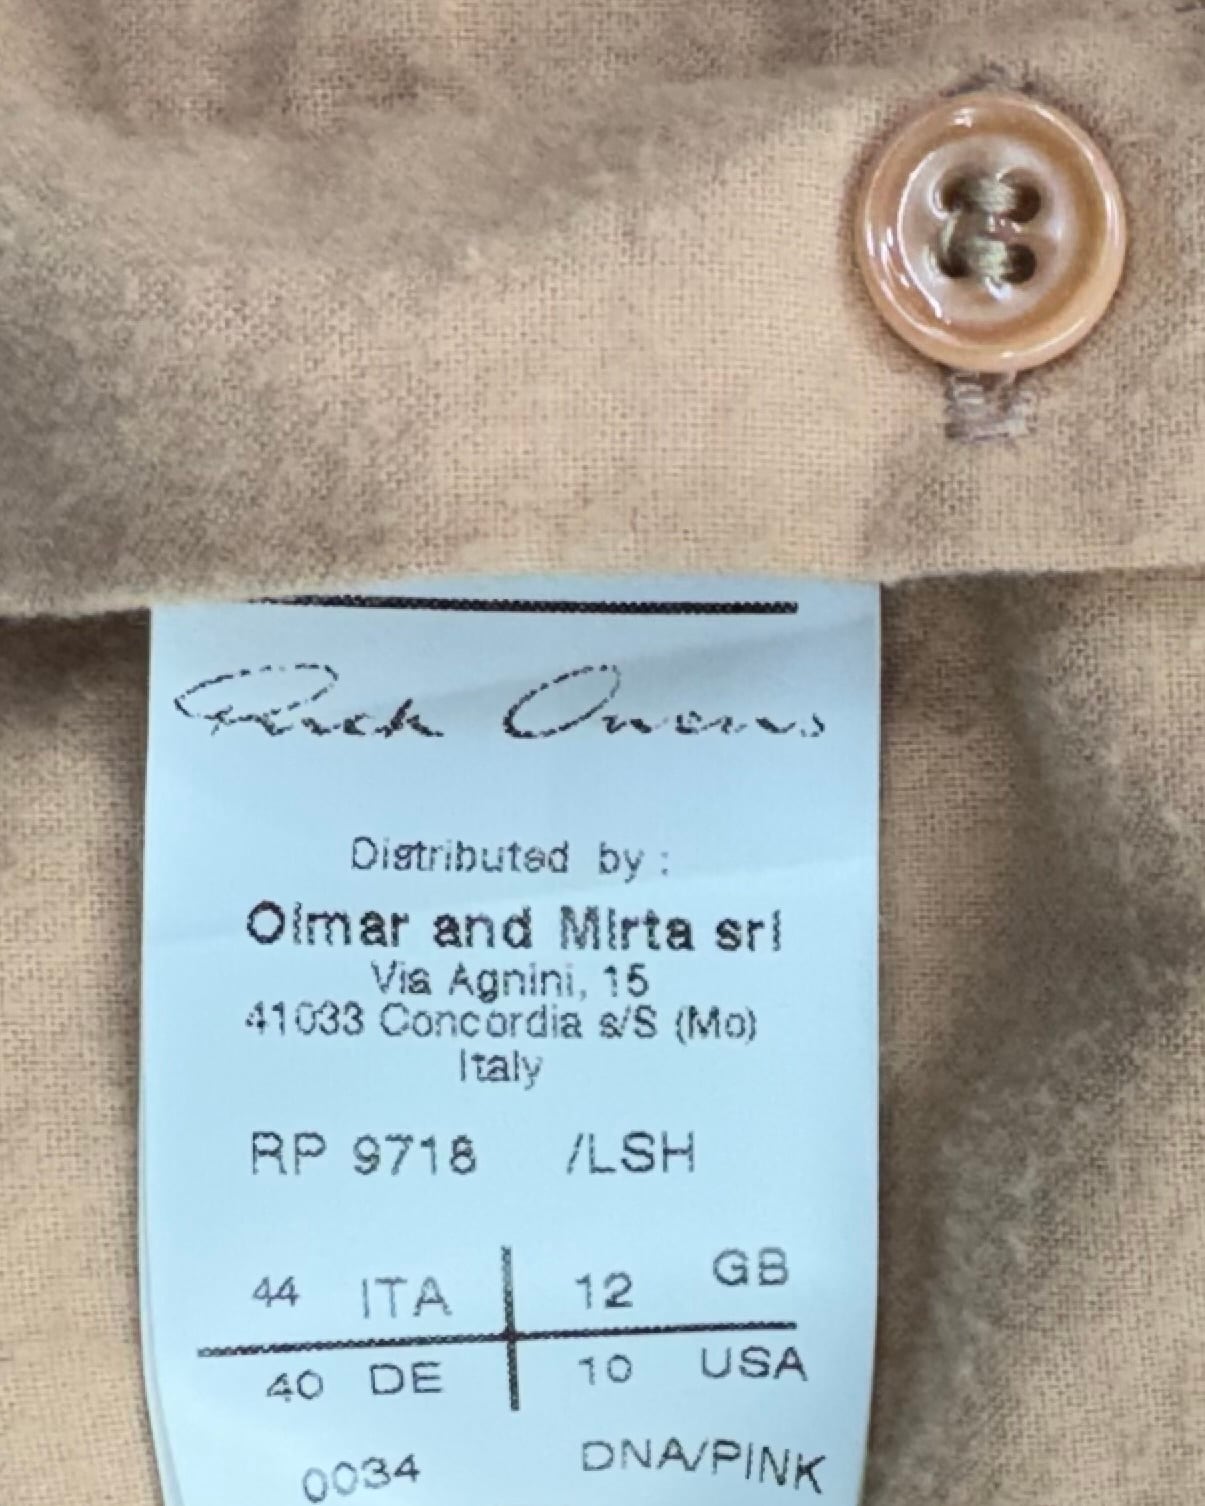 Rick Owens
Distributed by :
Olmar and Mirta srl
Via Agnini, 15
41033 Concordia s/S (Mo)
Italy
RP 9718 /LSH
44 ITA 12 GB
40 DE 10 USA
0034 DNA/PINK